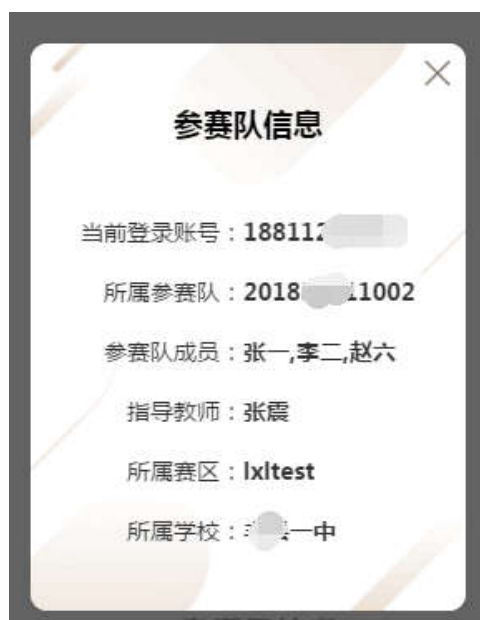 参赛队信息
当前登录账号：18811
所属参赛队：2018 11002
参赛队成员：张一,李二,赵六
指导教师：张震
所属赛区：lxltest
所属学校：一中